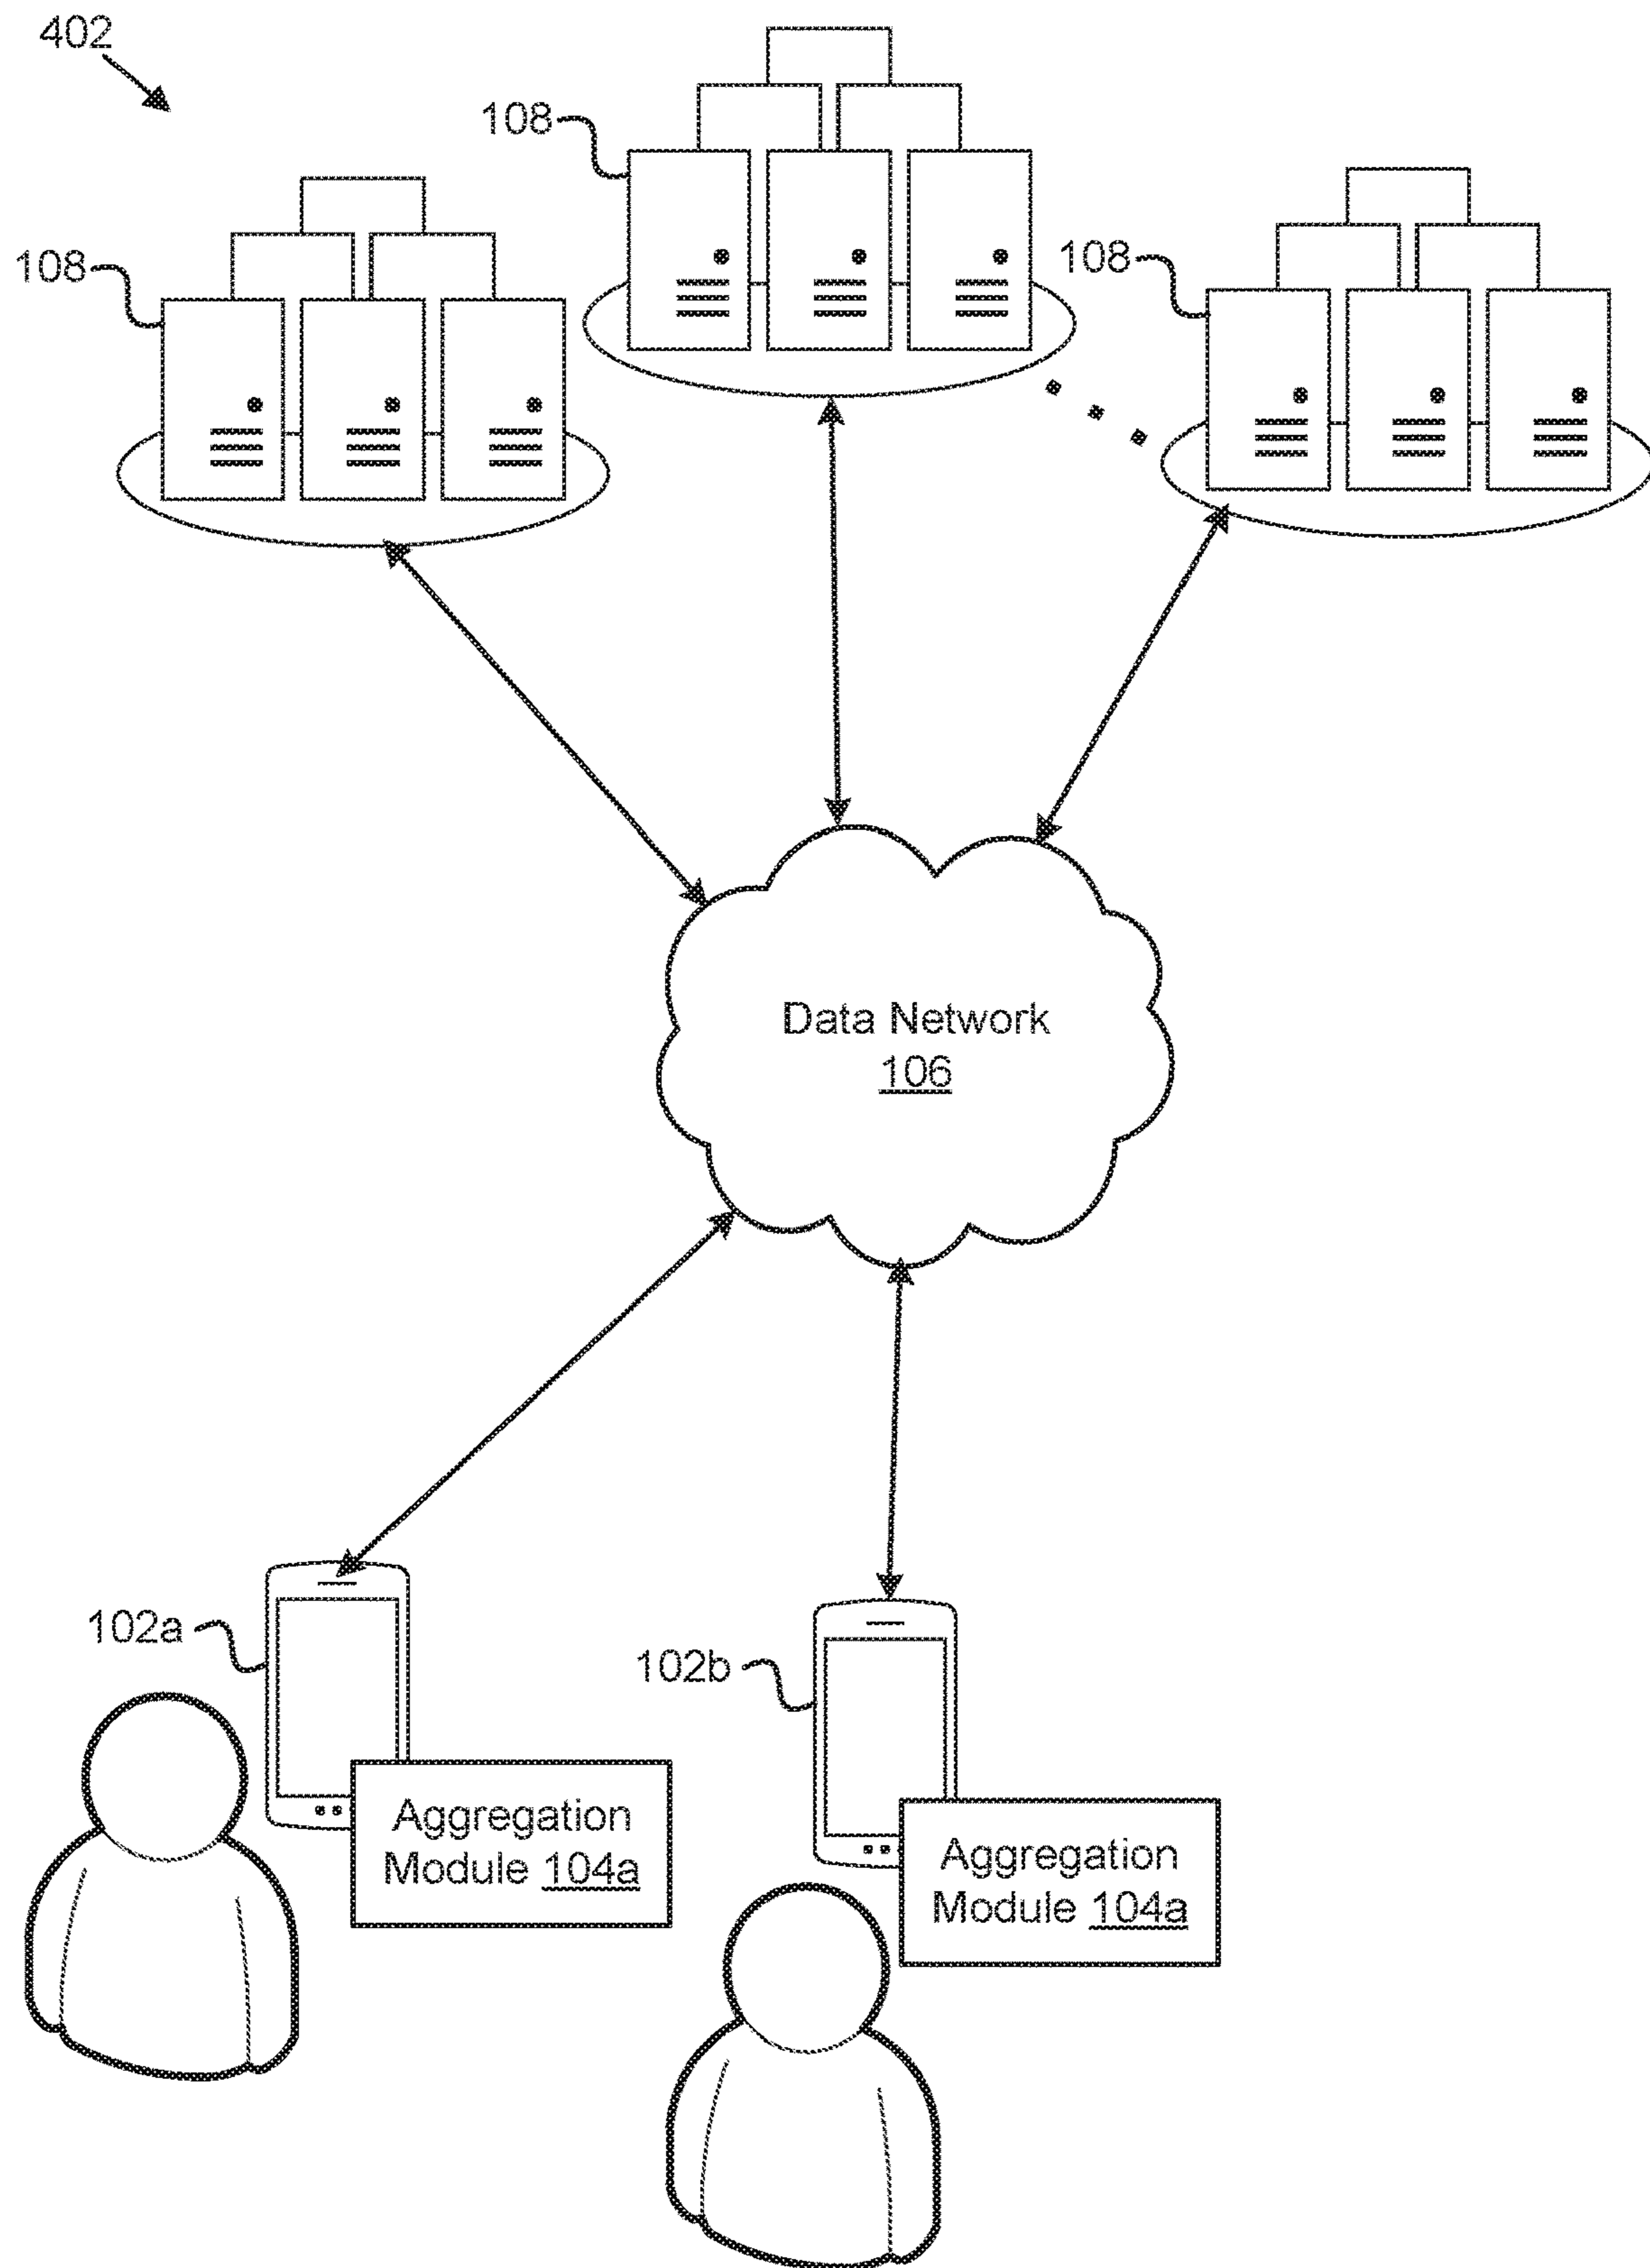 402
108
108
108
Data Network
106
102a
102b
Aggregation
Module 104a
Aggregation
Module 104a